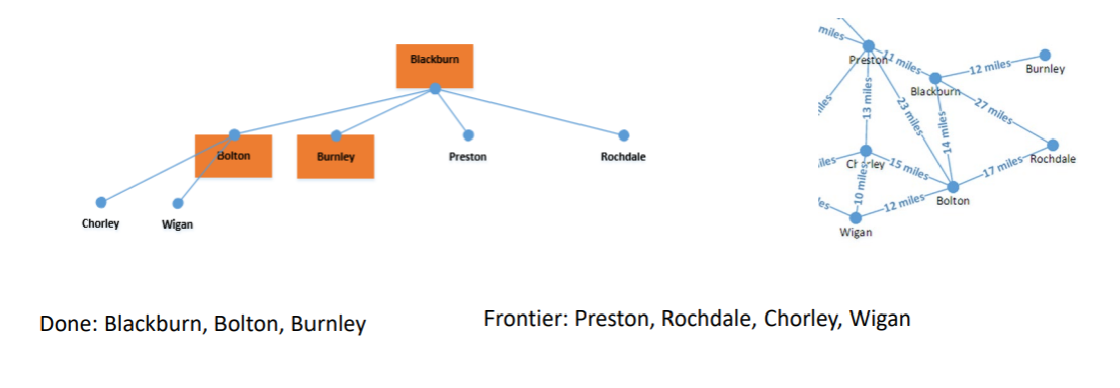 Blackburn
Bolton
Burnley
Preston
Rochdale
Chorley
Wigan
miles
Preston
11 miles
12 miles
Burnley
Blackburn
27 miles
13 miles
23 miles
14 miles
Rochdale
Chorley
15 miles
17 miles
10 miles
12 miles
Bolton
Wigan
Done: Blackburn, Bolton, Burnley
Frontier: Preston, Rochdale, Chorley, Wigan